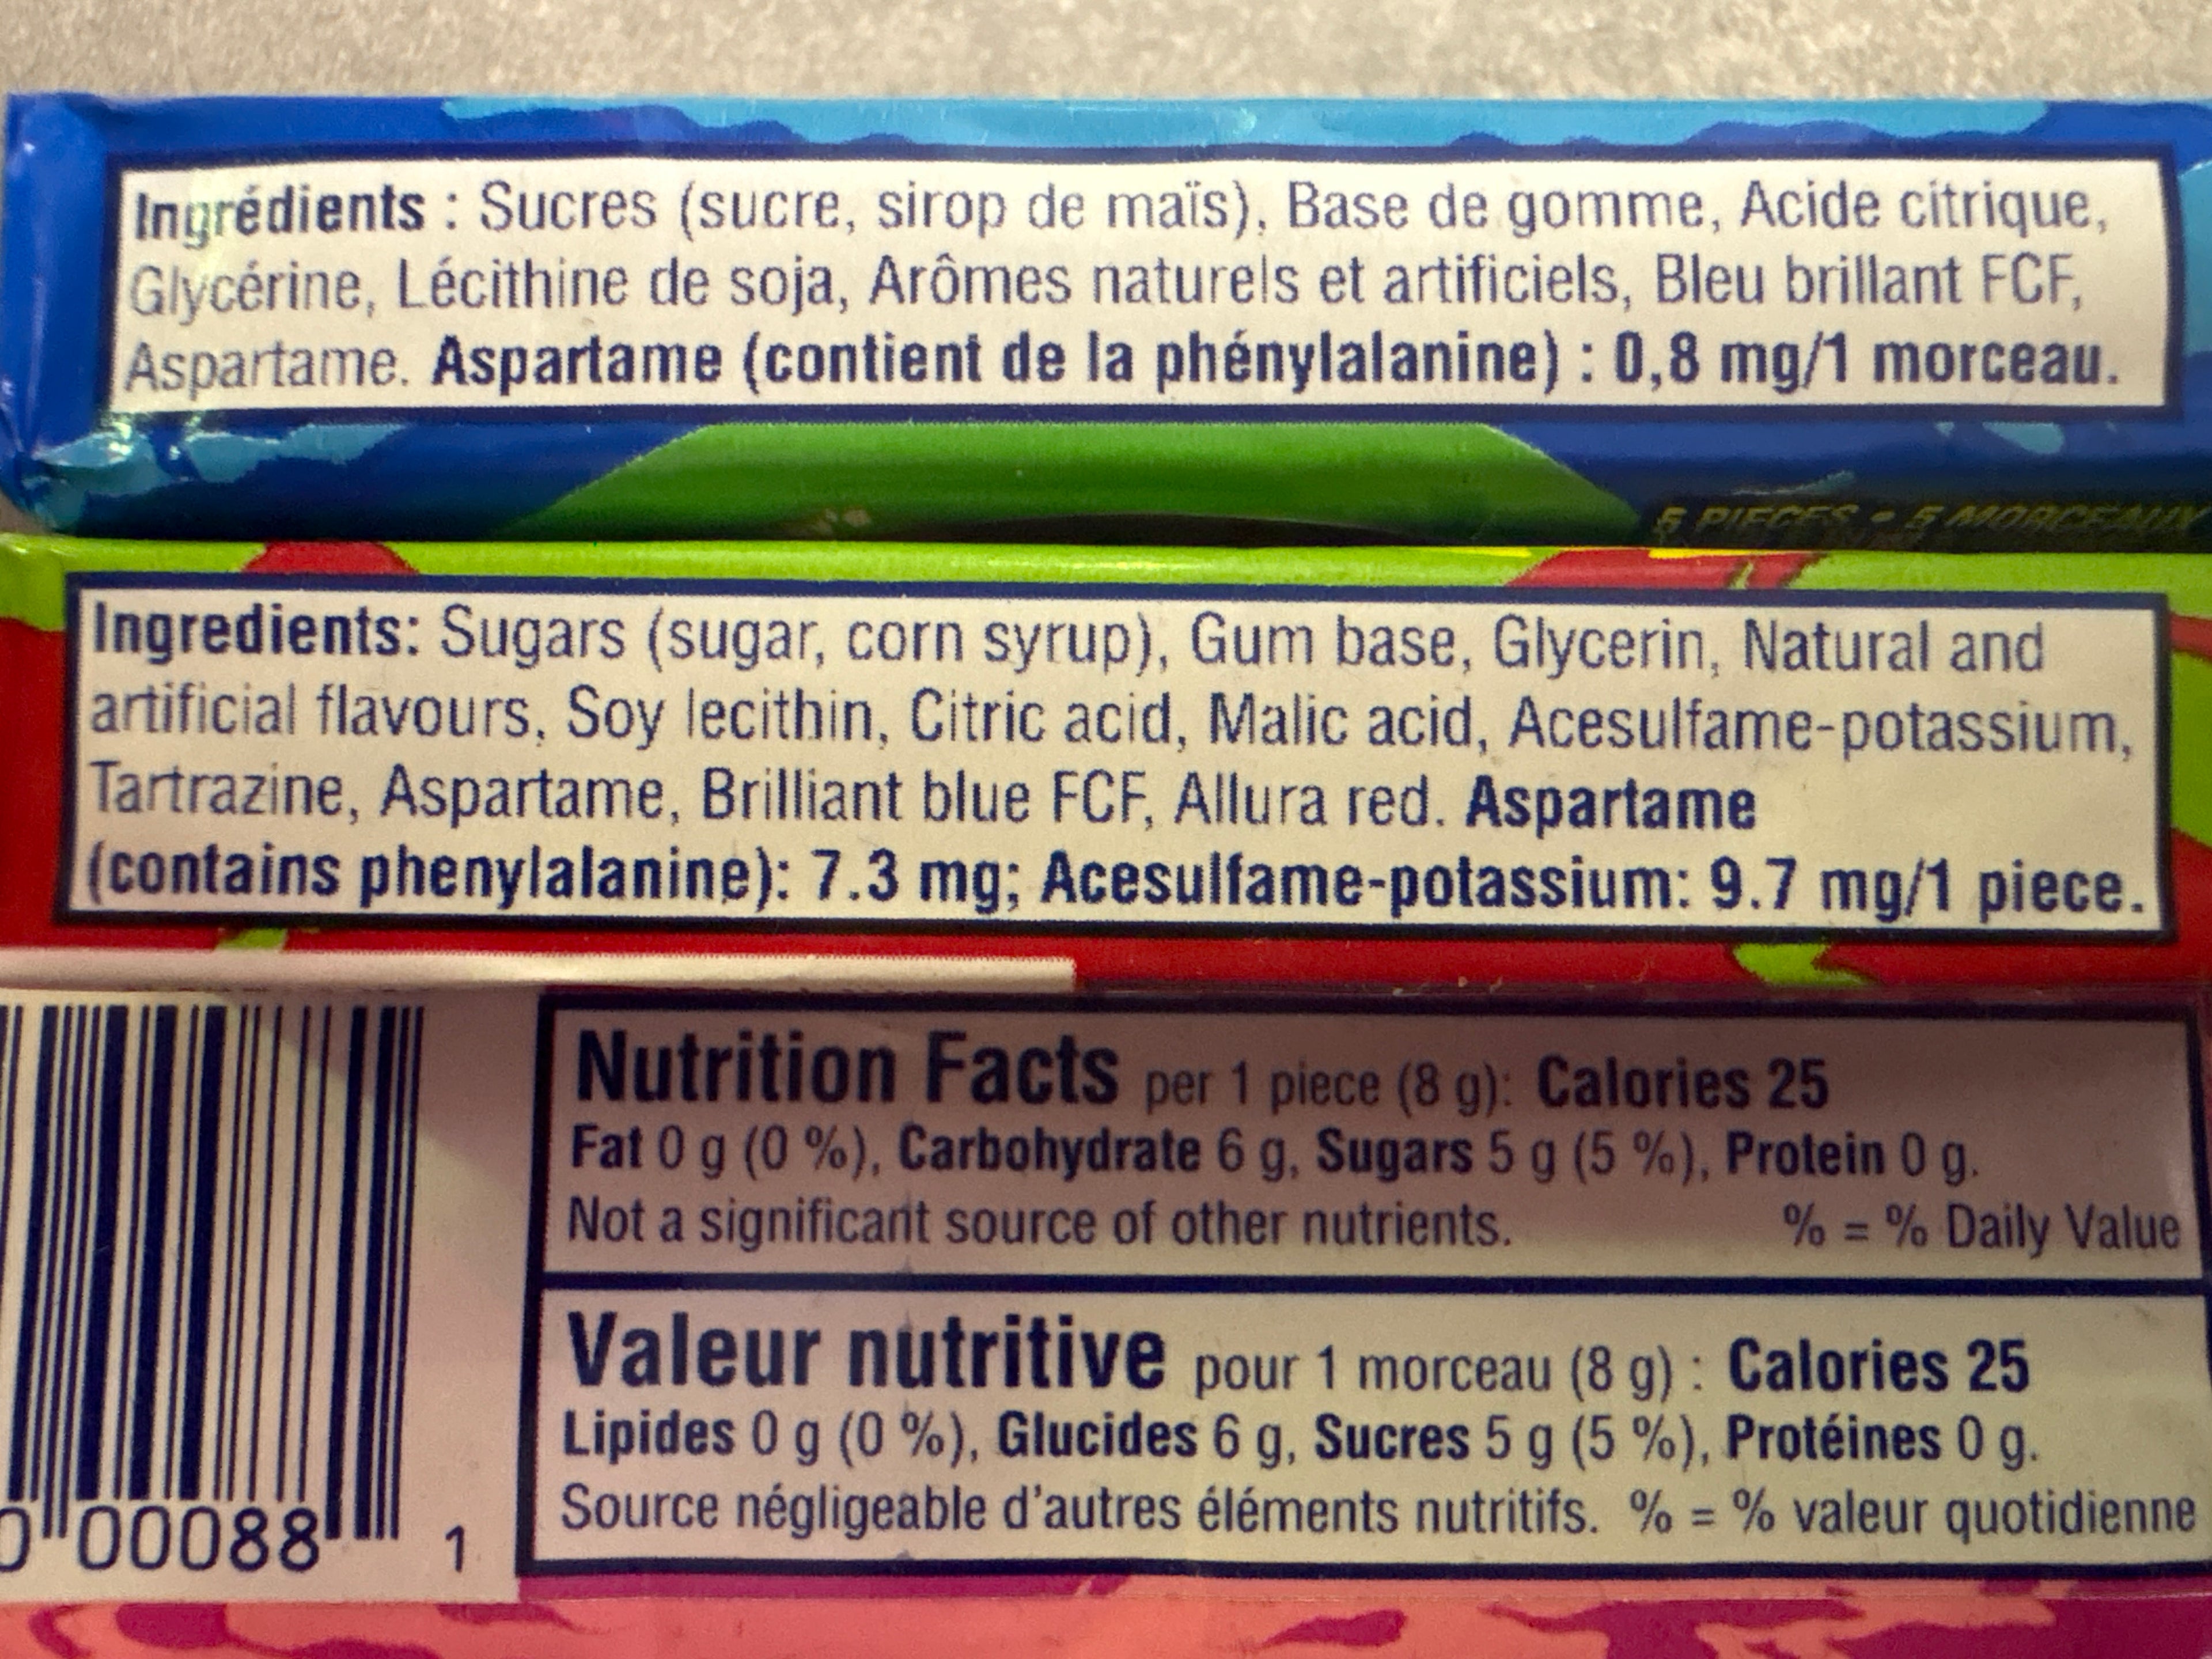 Ingrédients : Sucres (sucre, sirop de maïs), Base de gomme, Acide citrique,
Glycérine, Lécithine de soja, Arômes naturels et artificiels, Bleu brillant FCF,
Aspartame. Aspartame (contient de la phénylalanine) : 0,8 mg/1 morceau.
5 PIECES • 5 MORCEAUX
Ingredients: Sugars (sugar, corn syrup), Gum base, Glycerin, Natural and
artificial flavours, Soy lecithin, Citric acid, Malic acid, Acesulfame-potassium,
Tartrazine, Aspartame, Brilliant blue FCF, Allura red. Aspartame
(contains phenylalanine): 7.3 mg; Acesulfame-potassium: 9.7 mg/1 piece.
Nutrition Facts per 1 piece (8 g): Calories 25
Fat 0 g (0 %), Carbohydrate 6 g, Sugars 5 g (5 %), Protein 0 g.
Not a significant source of other nutrients. % = % Daily Value
Valeur nutritive pour 1 morceau (8 g) : Calories 25
Lipides 0 g (0 %), Glucides 6 g, Sucres 5 g (5 %), Protéines 0 g.
Source négligeable d'autres éléments nutritifs. % = % valeur quotidienne
0 00088 1